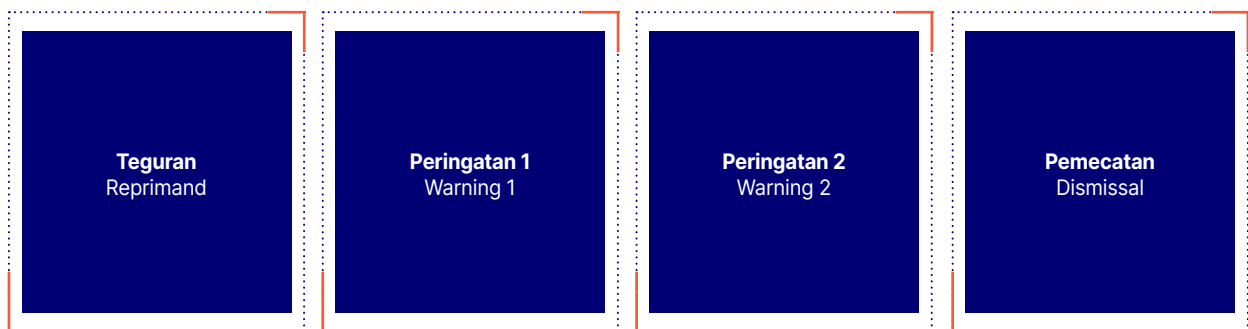 Teguran
Reprimand
Peringatan 1
Warning 1
Peringatan 2
Warning 2
Pemecatan
Dismissal